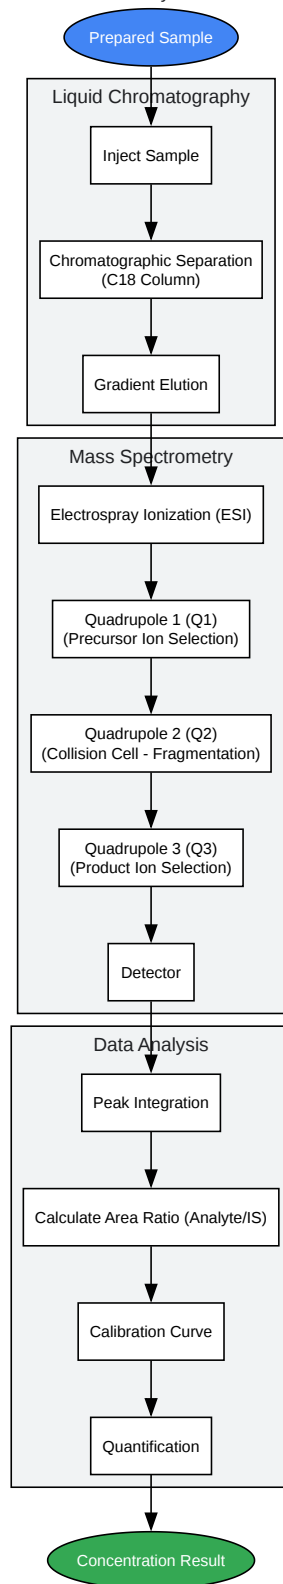 Prepared Sample
Liquid Chromatography
Inject Sample
Chromatographic Separation
(C18 Column)
Gradient Elution
Mass Spectrometry
Electrospray Ionization (ESI)
Quadrupole 1 (Q1)
(Precursor Ion Selection)
Quadrupole 2 (Q2)
(Collision Cell - Fragmentation)
Quadrupole 3 (Q3)
(Product Ion Selection)
Detector
Data Analysis
Peak Integration
Calculate Area Ratio (Analyte/IS)
Calibration Curve
Quantification
Concentration Result